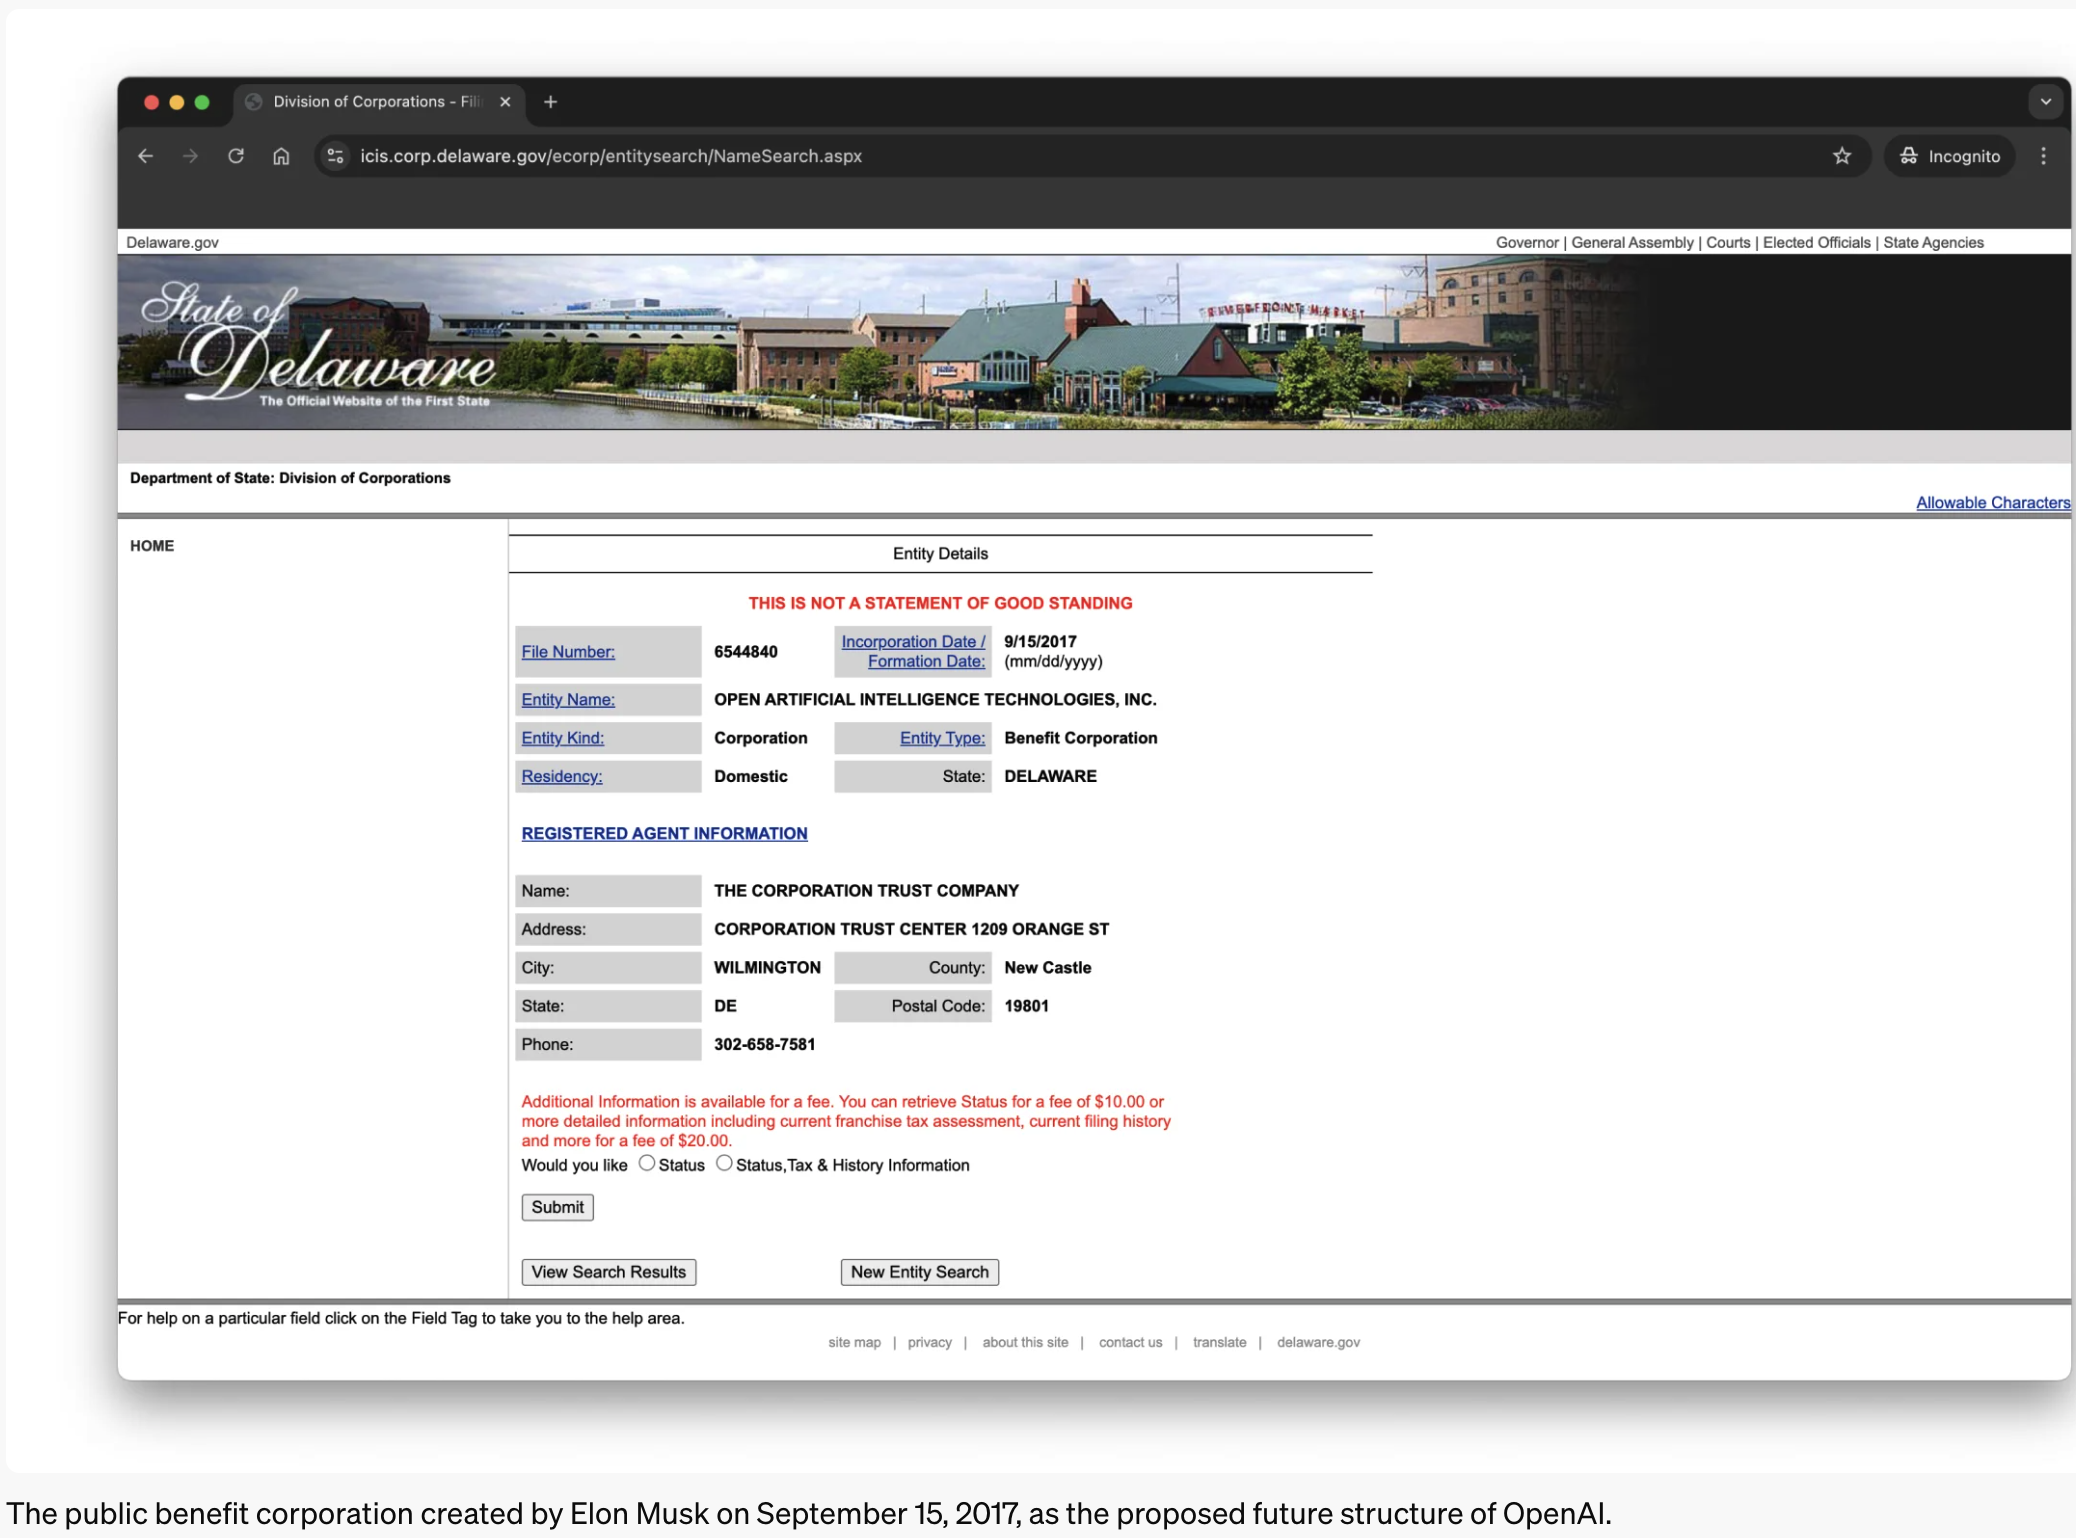 Division of Corporations - Fili
icis.corp.delaware.gov/ecorp/entitysearch/NameSearch.aspx
Incognito
Delaware.gov
Governor | General Assembly | Courts | Elected Officials | State Agencies
State of
Delaware
The Official Website of the First State
RIVERFRONT MARKET
Department of State: Division of Corporations
Allowable Characters
HOME
Entity Details
THIS IS NOT A STATEMENT OF GOOD STANDING
File Number: 6544840 Incorporation Date / Formation Date: 9/15/2017 (mm/dd/yyyy)
Entity Name: OPEN ARTIFICIAL INTELLIGENCE TECHNOLOGIES, INC.
Entity Kind: Corporation Entity Type: Benefit Corporation
Residency: Domestic State: DELAWARE
REGISTERED AGENT INFORMATION
Name: THE CORPORATION TRUST COMPANY
Address: CORPORATION TRUST CENTER 1209 ORANGE ST
City: WILMINGTON County: New Castle
State: DE Postal Code: 19801
Phone: 302-658-7581
Additional Information is available for a fee. You can retrieve Status for a fee of $10.00 or
more detailed information including current franchise tax assessment, current filing history
and more for a fee of $20.00.
Would you like Status Status,Tax & History Information
Submit
View Search Results New Entity Search
For help on a particular field click on the Field Tag to take you to the help area.
site map | privacy | about this site | contact us | translate | delaware.gov
The public benefit corporation created by Elon Musk on September 15, 2017, as the proposed future structure of OpenAI.